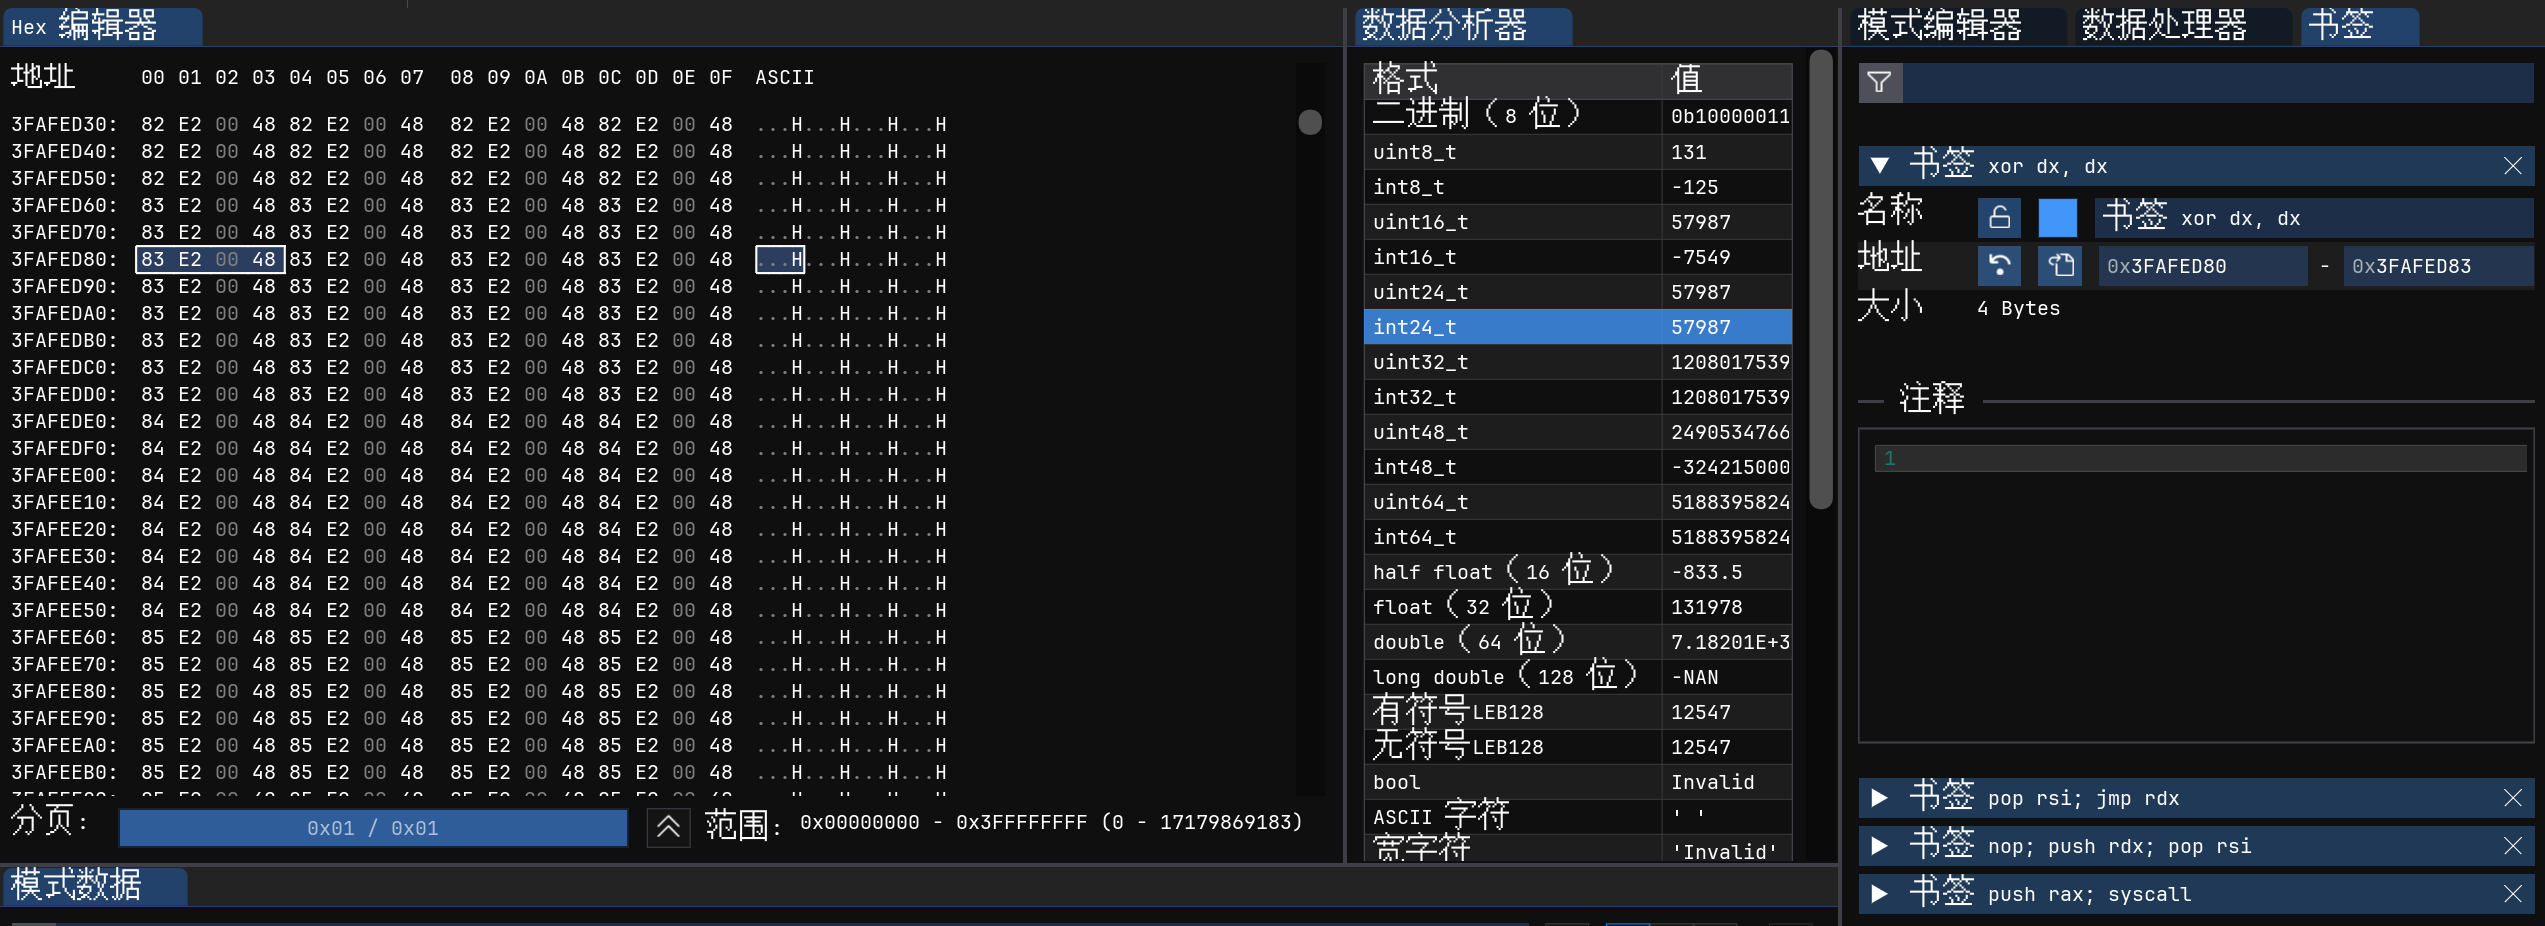 Hex 编辑器
地址 00 01 02 03 04 05 06 07 08 09 0A 0B 0C 0D 0E 0F ASCII
3FAFED30: 82 E2 00 48 82 E2 00 48 82 E2 00 48 82 E2 00 48 ...H...H...H...H
3FAFED40: 82 E2 00 48 82 E2 00 48 82 E2 00 48 82 E2 00 48 ...H...H...H...H
3FAFED50: 82 E2 00 48 82 E2 00 48 82 E2 00 48 82 E2 00 48 ...H...H...H...H
3FAFED60: 83 E2 00 48 83 E2 00 48 83 E2 00 48 83 E2 00 48 ...H...H...H...H
3FAFED70: 83 E2 00 48 83 E2 00 48 83 E2 00 48 83 E2 00 48 ...H...H...H...H
3FAFED80: 83 E2 00 48 83 E2 00 48 83 E2 00 48 83 E2 00 48 ...H...H...H...H
3FAFED90: 83 E2 00 48 83 E2 00 48 83 E2 00 48 83 E2 00 48 ...H...H...H...H
3FAFEDA0: 83 E2 00 48 83 E2 00 48 83 E2 00 48 83 E2 00 48 ...H...H...H...H
3FAFEDB0: 83 E2 00 48 83 E2 00 48 83 E2 00 48 83 E2 00 48 ...H...H...H...H
3FAFEDC0: 83 E2 00 48 83 E2 00 48 83 E2 00 48 83 E2 00 48 ...H...H...H...H
3FAFEDD0: 83 E2 00 48 83 E2 00 48 83 E2 00 48 83 E2 00 48 ...H...H...H...H
3FAFEDE0: 84 E2 00 48 84 E2 00 48 84 E2 00 48 84 E2 00 48 ...H...H...H...H
3FAFEDF0: 84 E2 00 48 84 E2 00 48 84 E2 00 48 84 E2 00 48 ...H...H...H...H
3FAFEE00: 84 E2 00 48 84 E2 00 48 84 E2 00 48 84 E2 00 48 ...H...H...H...H
3FAFEE10: 84 E2 00 48 84 E2 00 48 84 E2 00 48 84 E2 00 48 ...H...H...H...H
3FAFEE20: 84 E2 00 48 84 E2 00 48 84 E2 00 48 84 E2 00 48 ...H...H...H...H
3FAFEE30: 84 E2 00 48 84 E2 00 48 84 E2 00 48 84 E2 00 48 ...H...H...H...H
3FAFEE40: 84 E2 00 48 84 E2 00 48 84 E2 00 48 84 E2 00 48 ...H...H...H...H
3FAFEE50: 84 E2 00 48 84 E2 00 48 84 E2 00 48 84 E2 00 48 ...H...H...H...H
3FAFEE60: 85 E2 00 48 85 E2 00 48 85 E2 00 48 85 E2 00 48 ...H...H...H...H
3FAFEE70: 85 E2 00 48 85 E2 00 48 85 E2 00 48 85 E2 00 48 ...H...H...H...H
3FAFEE80: 85 E2 00 48 85 E2 00 48 85 E2 00 48 85 E2 00 48 ...H...H...H...H
3FAFEE90: 85 E2 00 48 85 E2 00 48 85 E2 00 48 85 E2 00 48 ...H...H...H...H
3FAFEEA0: 85 E2 00 48 85 E2 00 48 85 E2 00 48 85 E2 00 48 ...H...H...H...H
3FAFEEB0: 85 E2 00 48 85 E2 00 48 85 E2 00 48 85 E2 00 48 ...H...H...H...H
分页: 0x01 / 0x01 范围: 0x00000000 - 0x3FFFFFFFF (0 - 17179869183)
模式数据
数据分析器
格式 值
二进制（8 位） 0b10000011
uint8_t 131
int8_t -125
uint16_t 57987
int16_t -7549
uint24_t 57987
int24_t 57987
uint32_t 1208017539
int32_t 1208017539
uint48_t 2490534766
int48_t -324215000
uint64_t 5188395824
int64_t 5188395824
half float（16 位） -833.5
float（32 位） 131978
double（64 位） 7.18201E+3
long double（128 位） -NAN
有符号LEB128 12547
无符号LEB128 12547
bool Invalid
ASCII 字符 ' '
宽字符 'Invalid'
模式编辑器 数据处理器 书签
书签 xor dx, dx
名称 书签 xor dx, dx
地址 0x3FAFED80 - 0x3FAFED83
大小 4 Bytes
注释
1
书签 pop rsi; jmp rdx
书签 nop; push rdx; pop rsi
书签 push rax; syscall